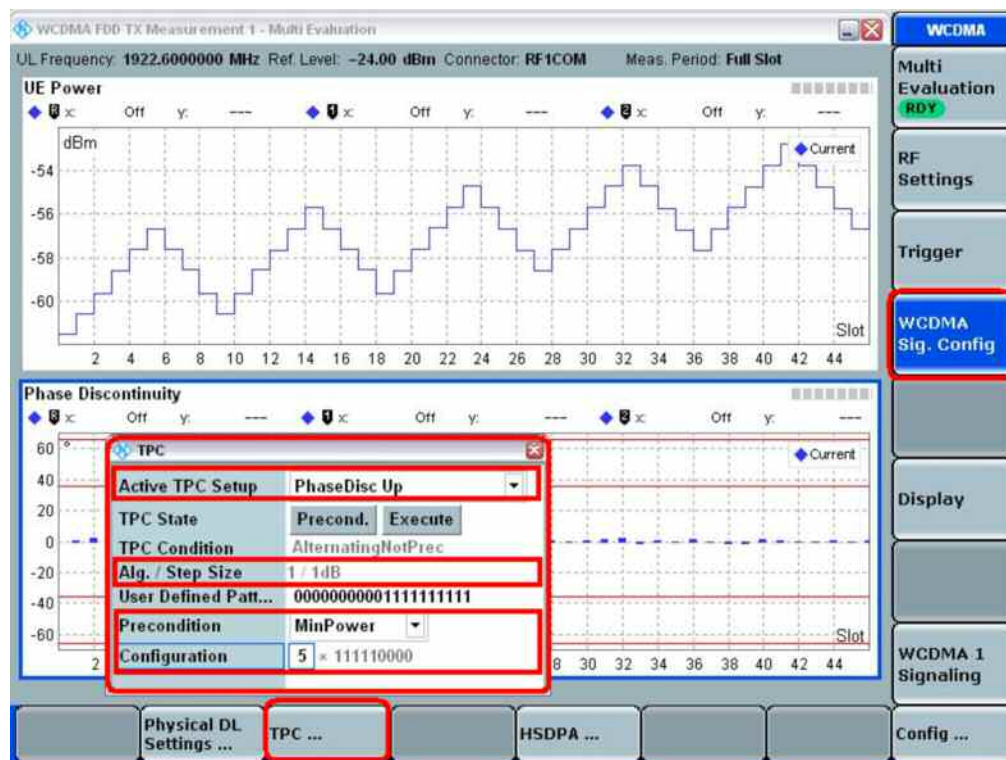 WCDMA FDD TX Measurement 1 - Multi Evaluation
WCDMA
UL Frequency: 1922.6000000 MHz Ref. Level: -24.00 dBm Connector: RF1COM Meas. Period: Full Slot
Multi
Evaluation
RDY
UE Power
x: Off y: --- 1 x: Off y: --- 2 x: Off y: ---
dBm
Current
-54
-56
-58
-60
Slot
2 4 6 8 10 12 14 16 18 20 22 24 26 28 30 32 34 36 38 40 42 44
RF
Settings
Trigger
WCDMA
Sig. Config
Phase Discontinuity
x: Off y: --- 1 x: Off y: --- 2 x: Off y: ---
60 °
Current
40
20
0
-20
-40
-60
Slot
2 8 30 32 34 36 38 40 42 44
TPC
Active TPC Setup PhaseDisc Up
TPC State Precond. Execute
TPC Condition AlternatingNotPrec
Alg. / Step Size 1 / 1dB
User Defined Patt... 00000000001111111111
Precondition MinPower
Configuration 5 × 111110000
Display
WCDMA 1
Signaling
Physical DL
Settings ...
TPC ...
HSDPA ...
Config ...